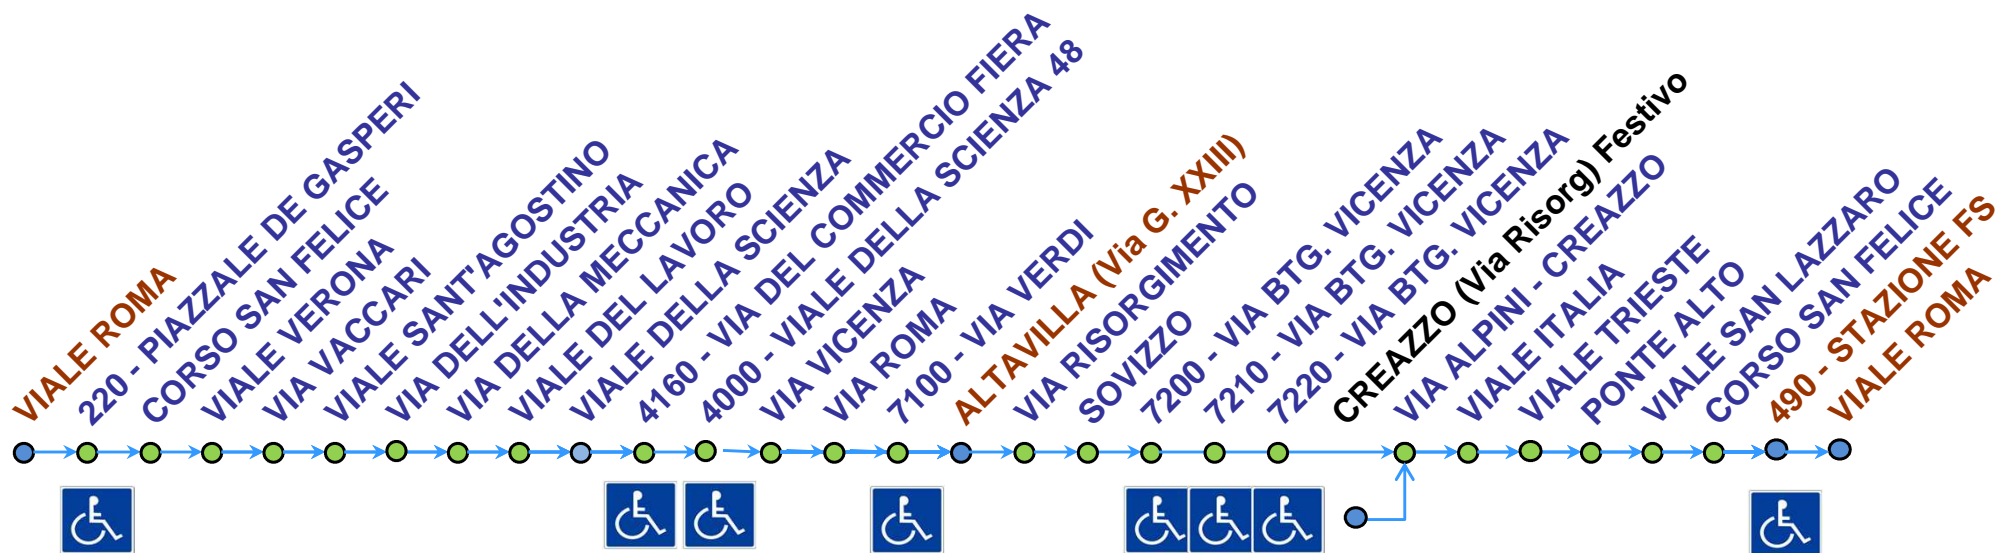 VIALE ROMA
220 - PIAZZALE DE GASPERI
CORSO SAN FELICE
VIALE VERONA
VIA VACCARI
VIALE SANT'AGOSTINO
VIA DELL'INDUSTRIA
VIA DELLA MECCANICA
VIALE DEL LAVORO
VIALE DELLA SCIENZA
4160 - VIA DEL COMMERCIO FIERA
4000 - VIALE DELLA SCIENZA 48
VIA VICENZA
VIA ROMA
7100 - VIA VERDI
ALTAVILLA (Via G. XXIII)
VIA RISORGIMENTO
SOVIZZO
7200 - VIA BTG. VICENZA
7210 - VIA BTG. VICENZA
7220 - VIA BTG. VICENZA
CREAZZO (Via Risorg) Festivo
VIA ALPINI - CREAZZO
VIALE ITALIA
VIALE TRIESTE
PONTE ALTO
VIALE SAN LAZZARO
CORSO SAN FELICE
490 - STAZIONE FS
VIALE ROMA